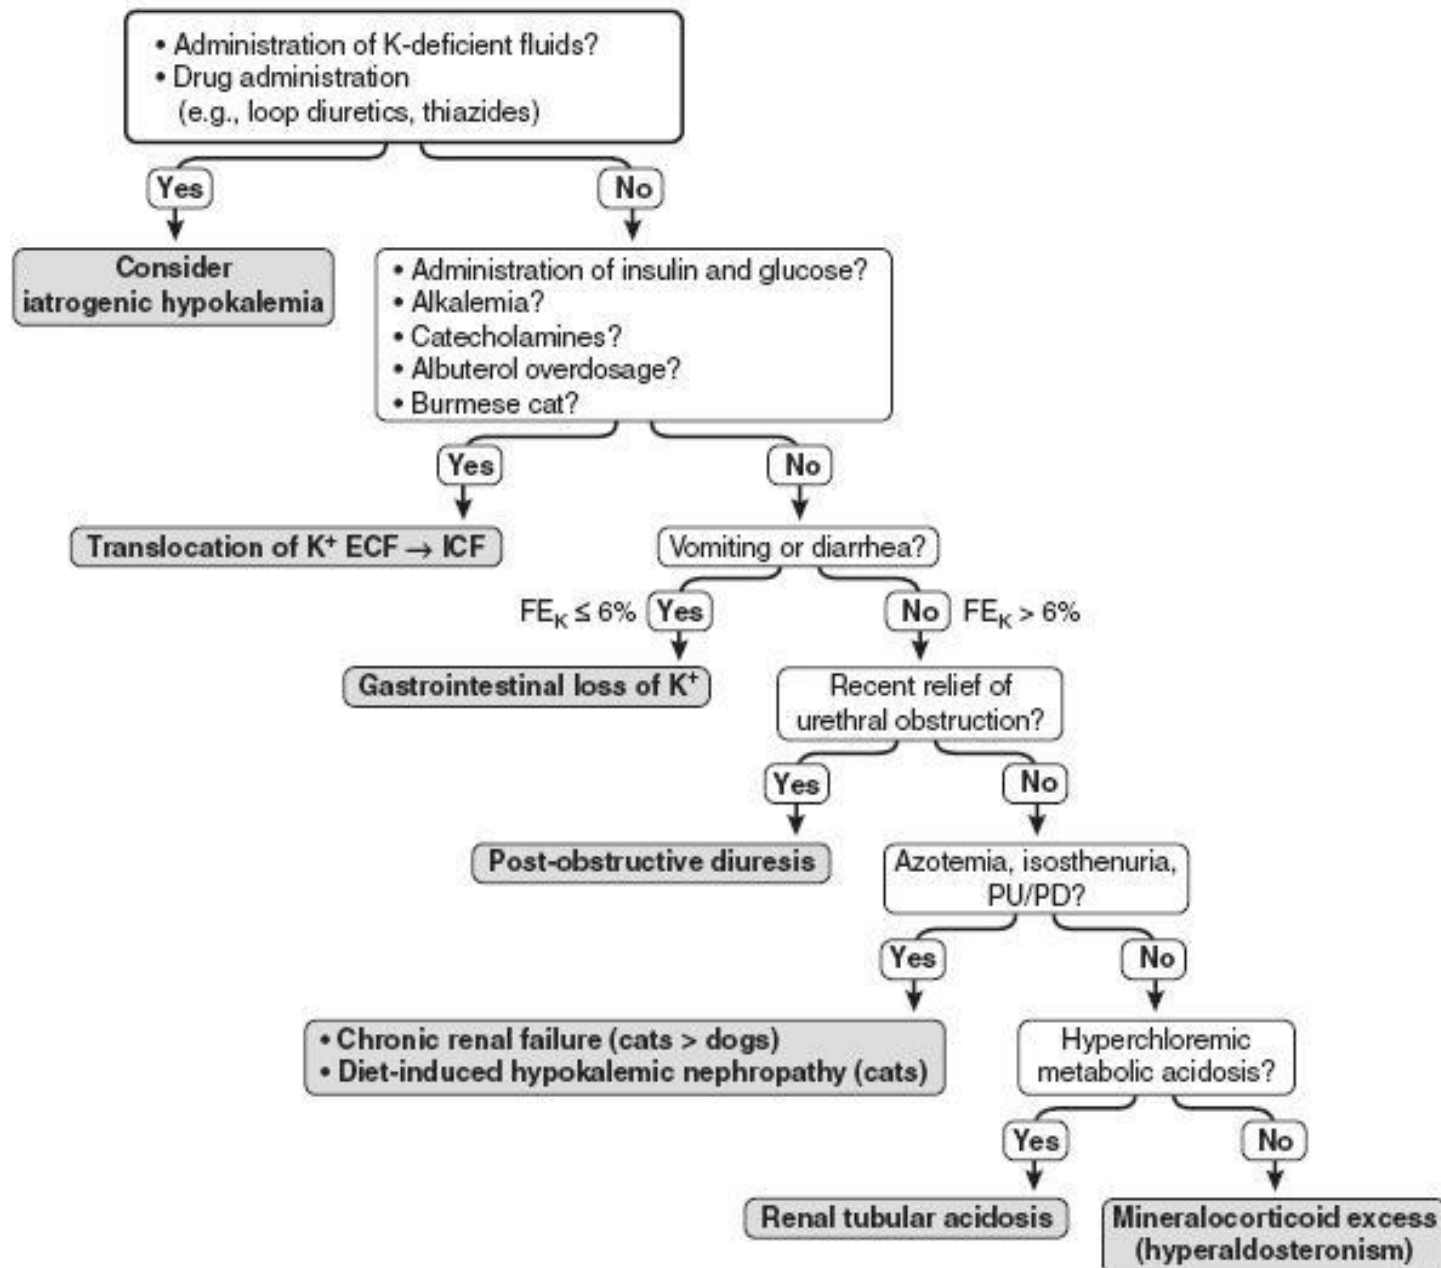 • Administration of K-deficient fluids?
• Drug administration
(e.g., loop diuretics, thiazides)
Yes
No
Consider
iatrogenic hypokalemia
• Administration of insulin and glucose?
• Alkalemia?
• Catecholamines?
• Albuterol overdosage?
• Burmese cat?
Yes
No
Translocation of K⁺ ECF → ICF
Vomiting or diarrhea?
FEK ≤ 6%
Yes
No
FEK > 6%
Gastrointestinal loss of K⁺
Recent relief of
urethral obstruction?
Yes
No
Post-obstructive diuresis
Azotemia, isosthenuria,
PU/PD?
Yes
No
• Chronic renal failure (cats > dogs)
• Diet-induced hypokalemic nephropathy (cats)
Hyperchloremic
metabolic acidosis?
Yes
No
Renal tubular acidosis
Mineralocorticoid excess
(hyperaldosteronism)